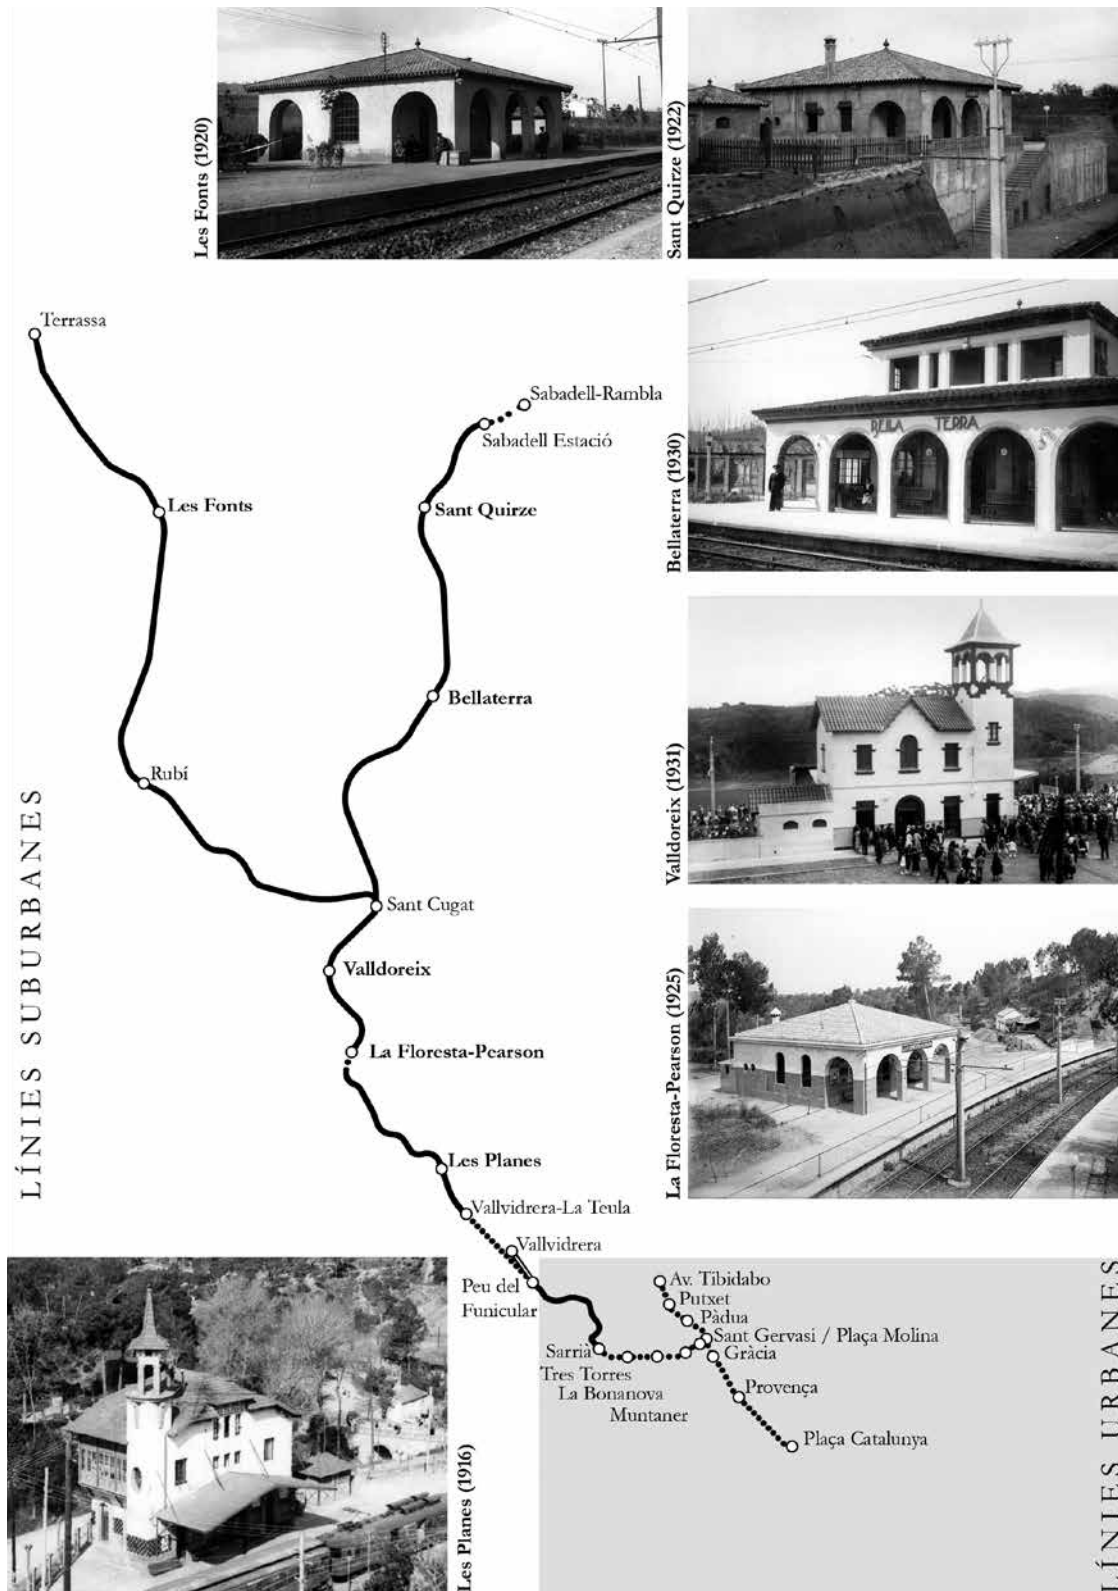 Les Fonts (1920)
Sant Quirze (1922)
Terrassa
Sabadell-Rambla
Sabadell Estació
Les Fonts
Sant Quirze
BELLA TERRA
Bellaterra (1930)
Bellaterra
Rubí
Valldoreix (1931)
LÍNIES SUBURBANES
Sant Cugat
Valldoreix
La Floresta-Pearson
La Floresta-Pearson (1925)
Les Planes
Vallvidrera-La Teula
Vallvidrera
Peu del
Funicular
Av. Tibidabo
Putxet
Pàdua
Sant Gervasi / Plaça Molina
Gràcia
Sarrià
Tres Torres
La Bonanova
Muntaner
Provença
Plaça Catalunya
Les Planes (1916)
LÍNIES URBANES